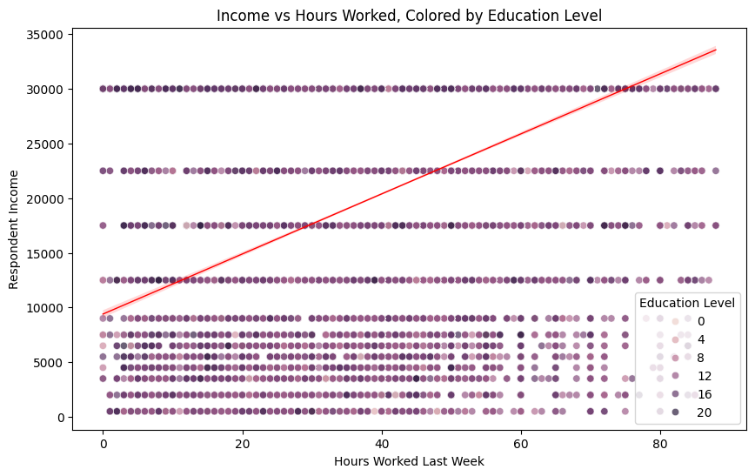 Income vs Hours Worked, Colored by Education Level
35000
30000
25000
20000
15000
10000
5000
0
Respondent Income
Education Level
0
4
8
12
16
20
0 20 40 60 80
Hours Worked Last Week